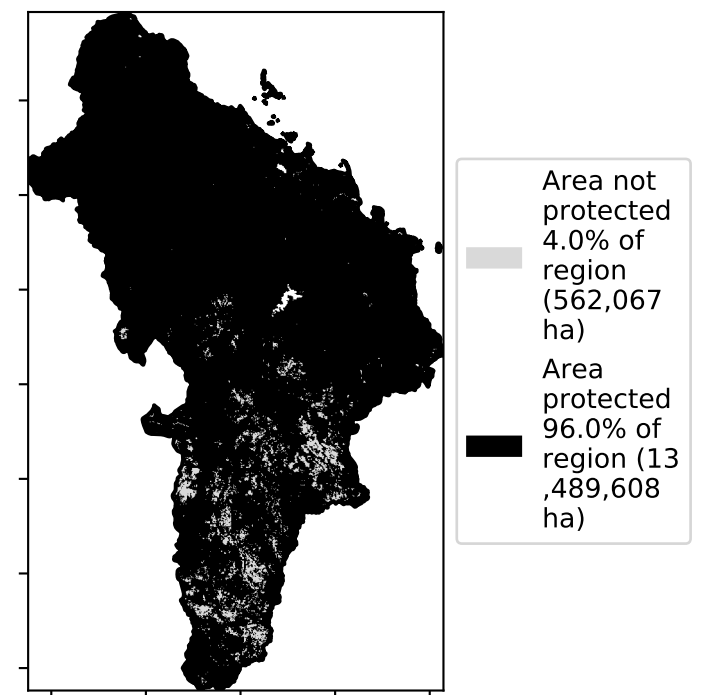 Area not
protected
4.0% of
region
(562,067
ha)
Area
protected
96.0% of
region (13
,489,608
ha)